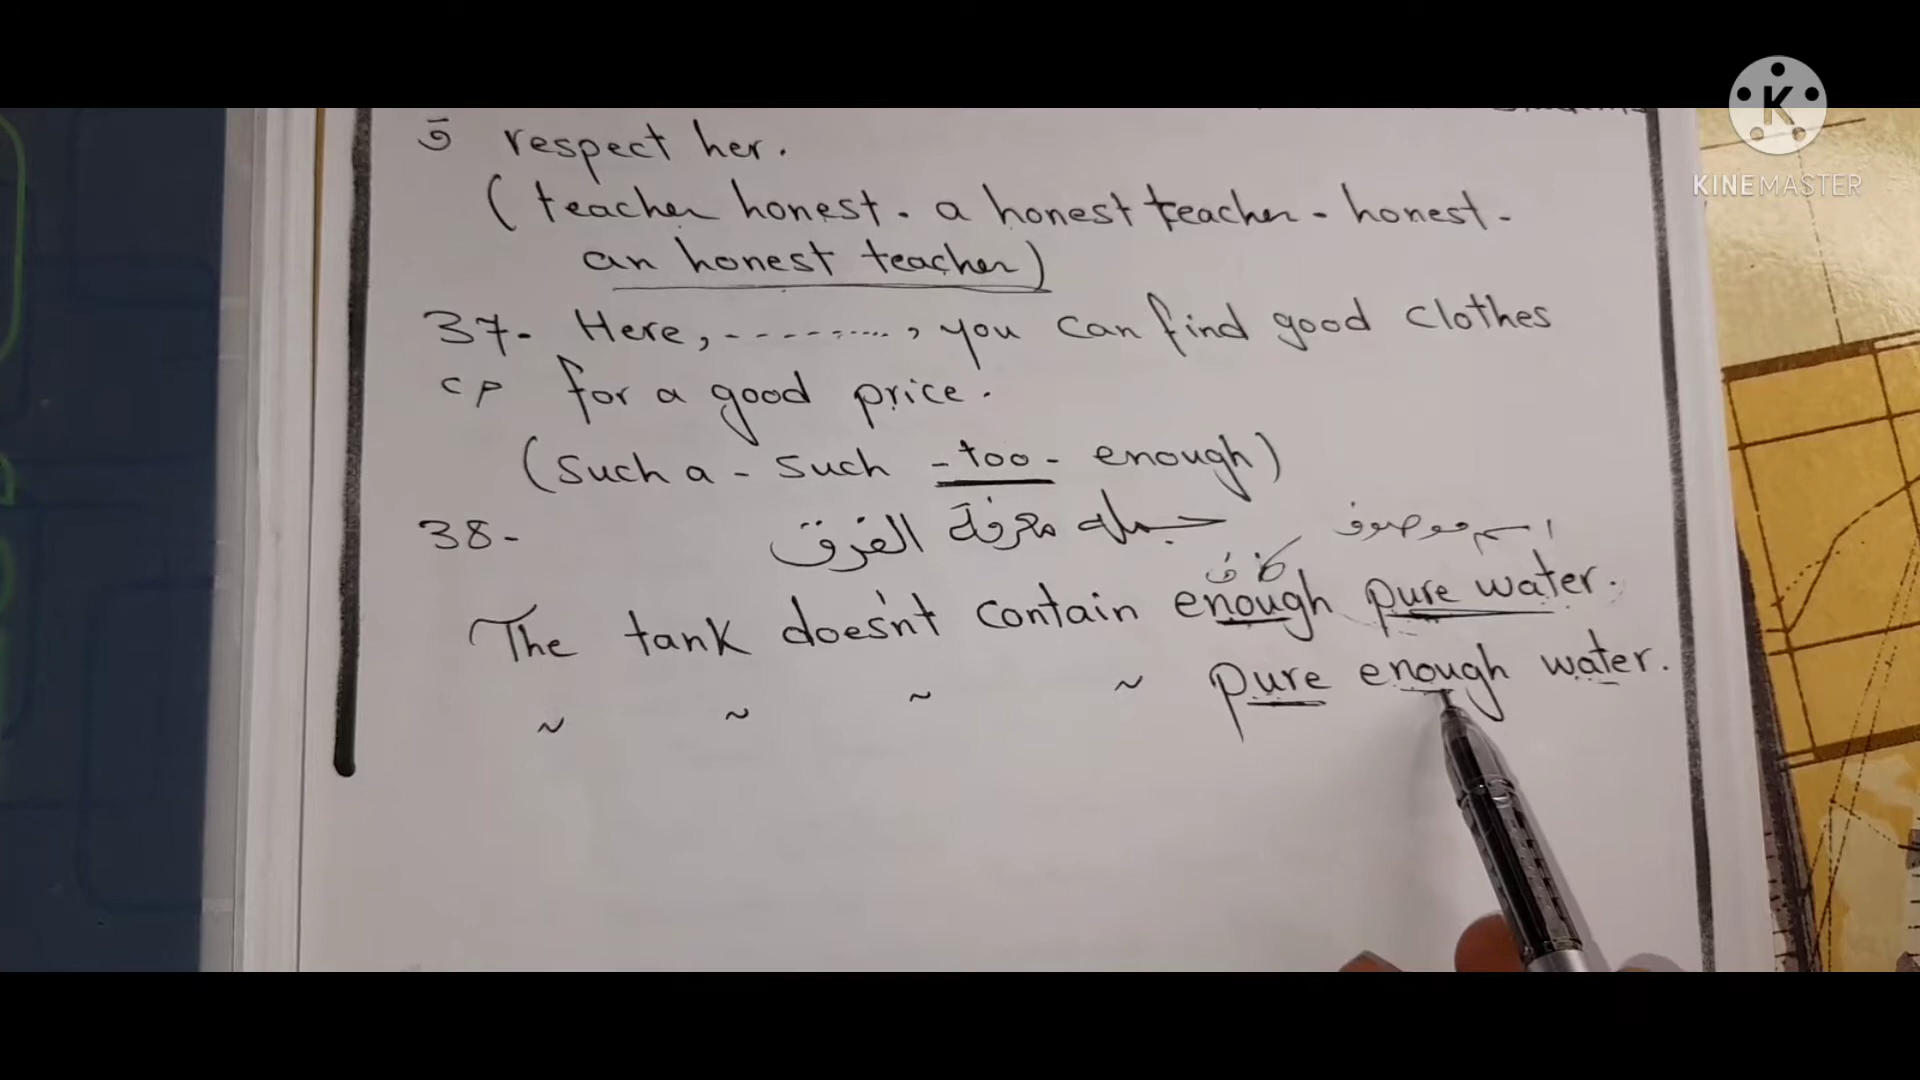 respect her.
(teacher honest. a honest teacher - honest -
an honest teacher)
37- Here, - - - - - - ...., you can find good clothes
for a good price.
(such a - such - too - enough)
38- جمله معرفة الفرق
اسم موصوف
كاف
The tank doesn't contain enough pure water.
~ ~ ~ ~ pure enough water.
KINEMASTER